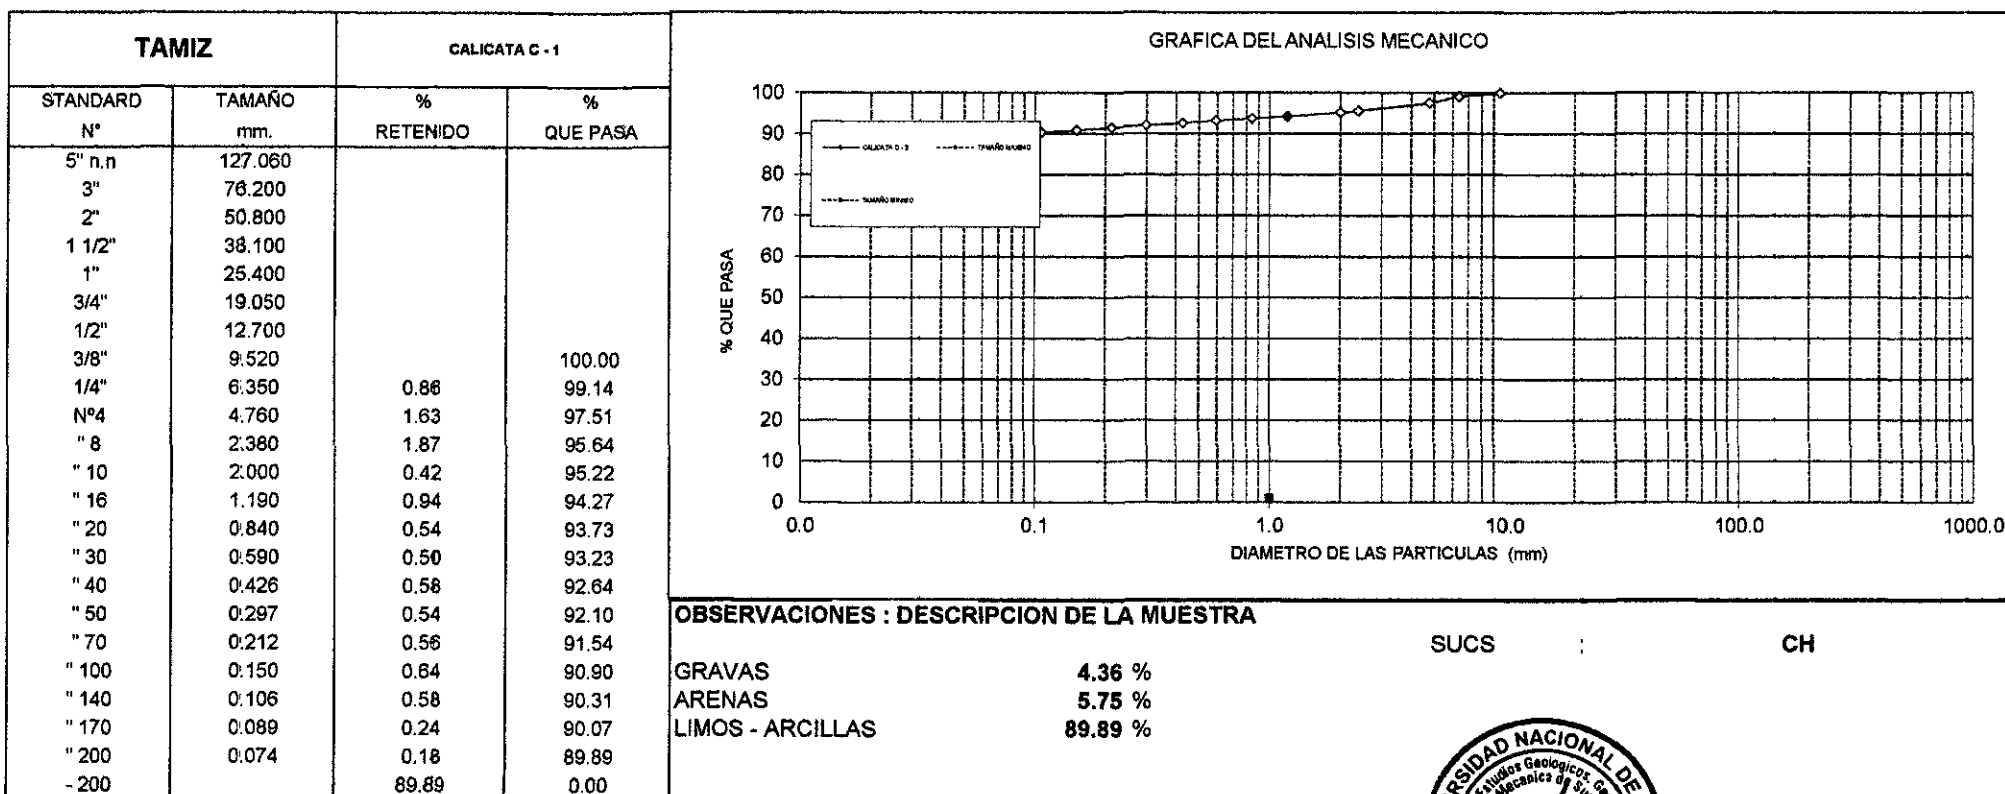 TAMIZ CALICATA C - 1
STANDARD TAMAÑO % %
Nº mm. RETENIDO QUE PASA
5" n.n 127.060
3" 76.200
2" 50.800
1 1/2" 38.100
1" 25.400
3/4" 19.050
1/2" 12.700
3/8" 9.520 100.00
1/4" 6.350 0.86 99.14
Nº4 4.760 1.63 97.51
" 8 2.380 1.87 95.64
" 10 2.000 0.42 95.22
" 16 1.190 0.94 94.27
" 20 0.840 0.54 93.73
" 30 0.590 0.50 93.23
" 40 0.426 0.58 92.64
" 50 0.297 0.54 92.10
" 70 0.212 0.56 91.54
" 100 0.150 0.64 90.90
" 140 0.106 0.58 90.31
" 170 0.089 0.24 90.07
" 200 0.074 0.18 89.89
- 200 89.89 0.00
GRAFICA DEL ANALISIS MECANICO
% QUE PASA
100
90
80
70
60
50
40
30
20
10
0
0.0 0.1 1.0 10.0 100.0 1000.0
DIAMETRO DE LAS PARTICULAS (mm)
OBSERVACIONES : DESCRIPCION DE LA MUESTRA
SUCS : CH
GRAVAS 4.36 %
ARENAS 5.75 %
LIMOS - ARCILLAS 89.89 %
NACIONAL DE